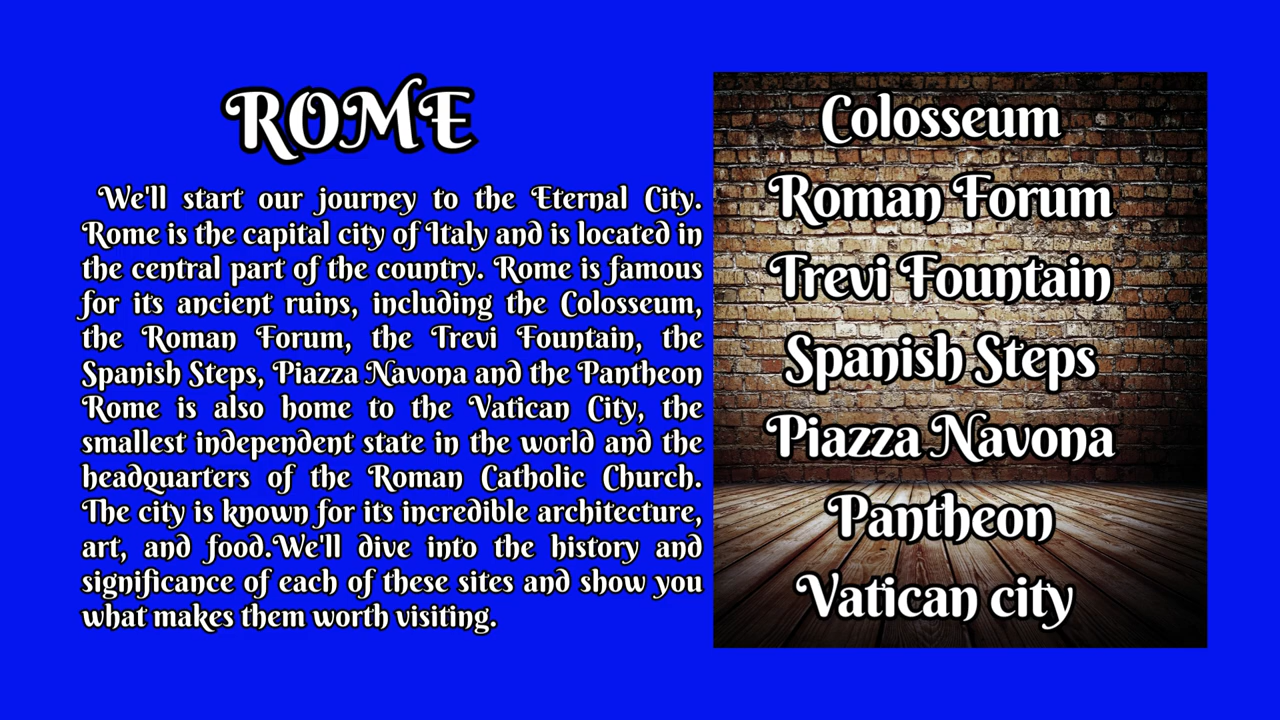 ROME
We'll start our journey to the Eternal City.
Rome is the capital city of Italy and is located in
the central part of the country. Rome is famous
for its ancient ruins, including the Colosseum,
the Roman Forum, the Trevi Fountain, the
Spanish Steps, Piazza Navona and the Pantheon
Rome is also home to the Vatican City, the
smallest independent state in the world and the
headquarters of the Roman Catholic Church.
The city is known for its incredible architecture,
art, and food.We'll dive into the history and
significance of each of these sites and show you
what makes them worth visiting.
Colosseum
Roman Forum
Trevi Fountain
Spanish Steps
Piazza Navona
Pantheon
Vatican city